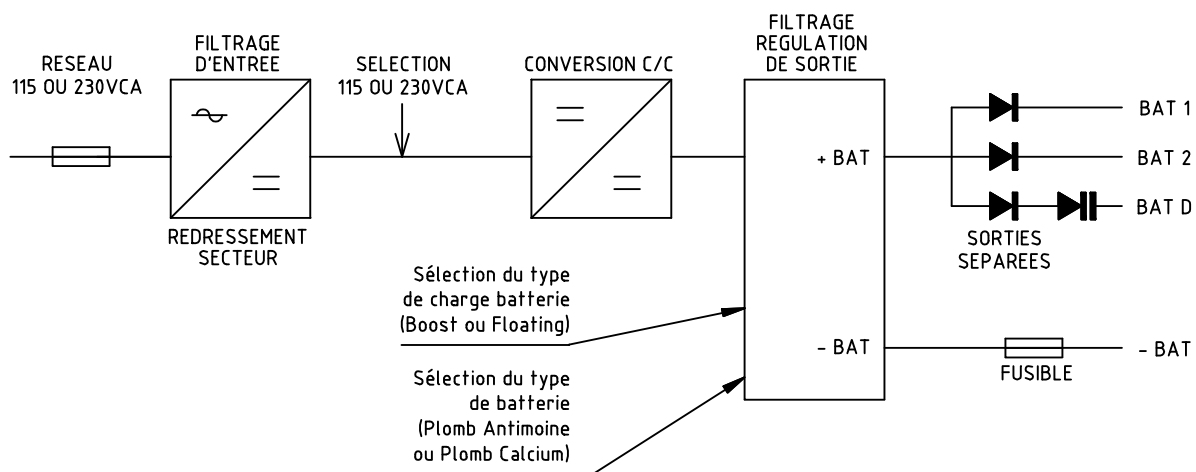 RESEAU
115 OU 230VCA
FILTRAGE
D'ENTREE
REDRESSEMENT
SECTEUR
SELECTION
115 OU 230VCA
CONVERSION C/C
FILTRAGE
REGULATION
DE SORTIE
+ BAT
- BAT
BAT 1
BAT 2
BAT D
SORTIES
SEPAREES
FUSIBLE
- BAT
Sélection du type
de charge batterie
(Boost ou Floating)
Sélection du type
de batterie
(Plomb Antimoine
ou Plomb Calcium)